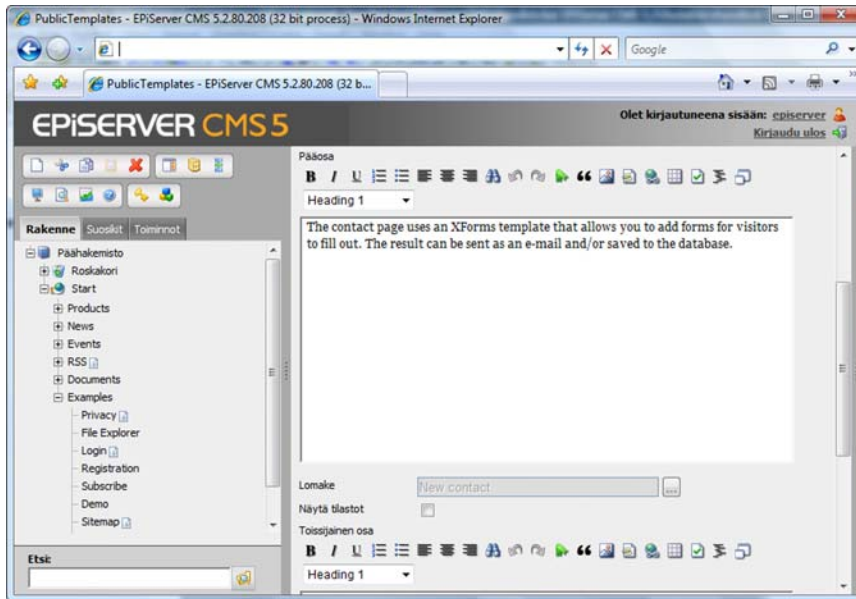 PublicTemplates - EPiServer CMS 5.2.80.208 (32 bit process) - Windows Internet Explorer
Google
PublicTemplates - EPiServer CMS 5.2.80.208 (32 b...
EPiSERVER CMS 5
Olet kirjautuneena sisään: episerver
Kirjaudu ulos
Rakenne Suosikit Toiminnot
Päähakemisto
Roskakori
Start
Products
News
Events
RSS
Documents
Examples
Privacy
File Explorer
Login
Registration
Subscribe
Demo
Sitemap
Etsi:
Pääosa
B I U
Heading 1
The contact page uses an XForms template that allows you to add forms for visitors
to fill out. The result can be sent as an e-mail and/or saved to the database.
Lomake New contact ...
Näytä tilastot
Toissijainen osa
B I U
Heading 1